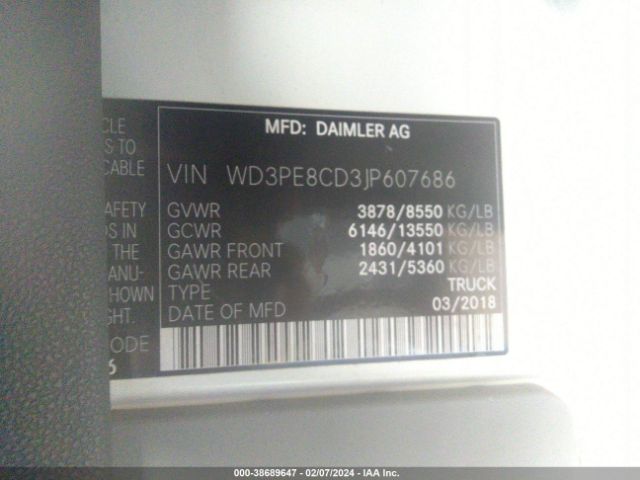 CLE
S TO
CABLE
AFETY
DS IN
THE
ANU-
HOWN
GHT.
ODE
6
MFD: DAIMLER AG
VIN WD3PE8CD3JP607686
GVWR 3878/8550 KG/LB
GCWR 6146/13550 KG/LB
GAWR FRONT 1860/4101 KG/LB
GAWR REAR 2431/5360 KG/LB
TYPE TRUCK
DATE OF MFD 03/2018
000-38689647 - 02/07/2024 - IAA Inc.